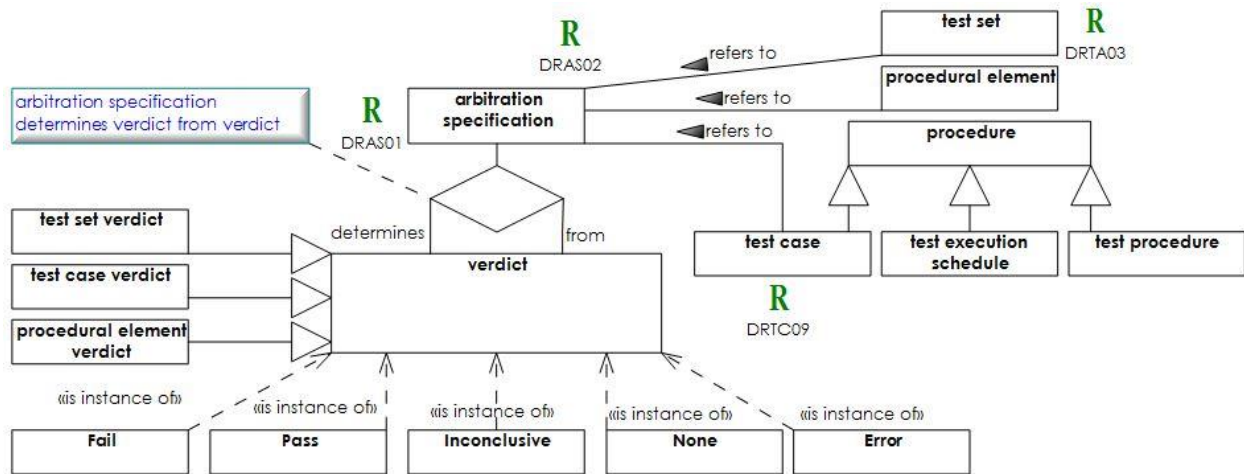 test set
R
DRTA03
R
DRAS02
refers to
procedural element
arbitration specification
determines verdict from verdict
R
DRAS01
arbitration
specification
refers to
refers to
procedure
test set verdict
determines
from
test case
test execution
schedule
test procedure
verdict
test case verdict
R
DRTC09
procedural element
verdict
«is instance of»
«is instance of»
«is instance of»
«is instance of»
«is instance of»
Fail
Pass
Inconclusive
None
Error